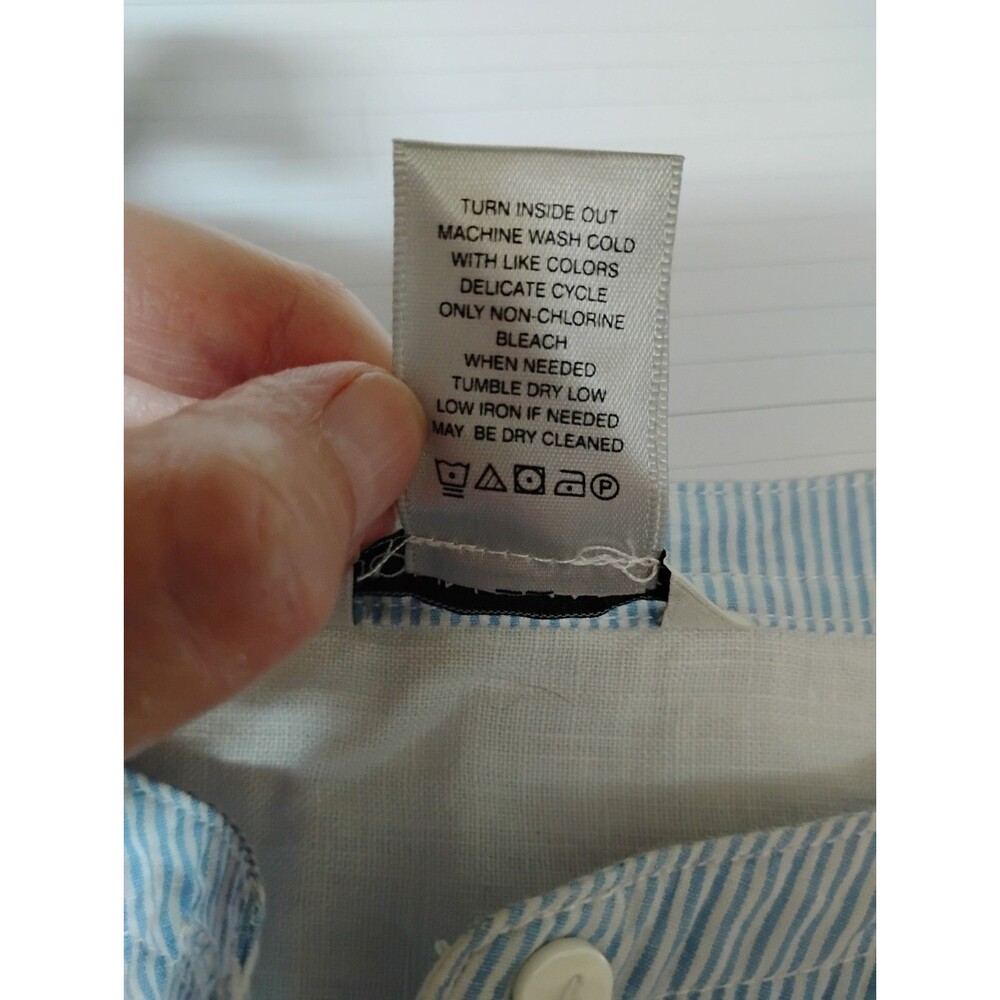 TURN INSIDE OUT
MACHINE WASH COLD
WITH LIKE COLORS
DELICATE CYCLE
ONLY NON-CHLORINE
BLEACH
WHEN NEEDED
TUMBLE DRY LOW
LOW IRON IF NEEDED
MAY BE DRY CLEANED
P